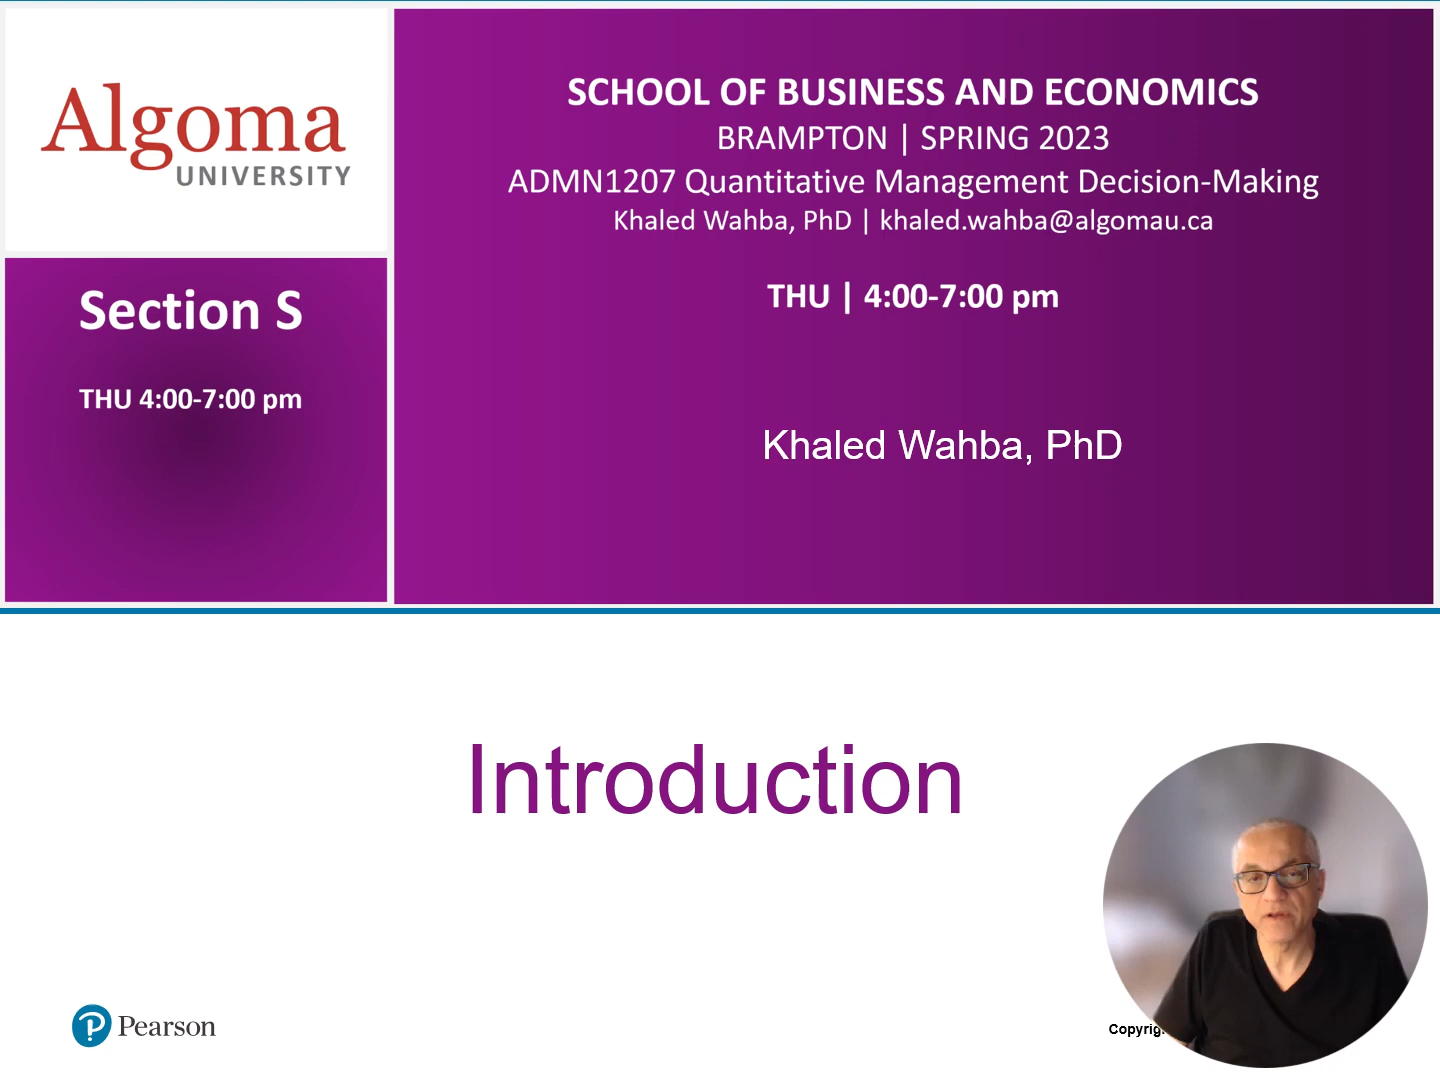 Algoma
UNIVERSITY
SCHOOL OF BUSINESS AND ECONOMICS
BRAMPTON | SPRING 2023
ADMN1207 Quantitative Management Decision-Making
Khaled Wahba, PhD | khaled.wahba@algomau.ca
THU | 4:00-7:00 pm
Section S
THU 4:00-7:00 pm
Khaled Wahba, PhD
Introduction
Pearson